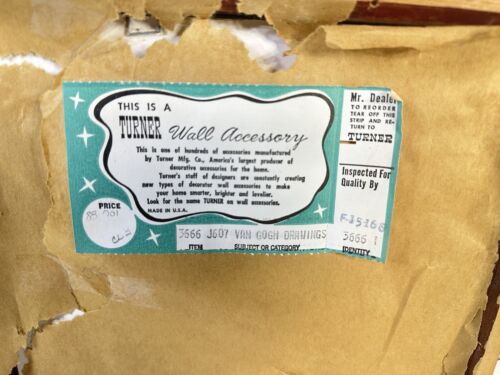 THIS IS A
TURNER Wall Accessory
This is one of hundreds of accessories manufactured
by Turner Mfg. Co., America's largest producer of
decorative accessories for the home.
Turner's staff of designers are constantly creating
new types of decorator wall accessories to make
your home smarter, brighter and lovelier.
Look for the name TURNER on wall accessories.
MADE IN U.S.A.
PRICE
3666 J607 VAN GOGH DRAWINGS
ITEM SUBJECT OR CATEGORY
Mr. Dealer
TO REORDER
TEAR OFF THIS
STRIP AND RE-
TURN TO
TURNER
Inspected For
Quality By
3666
IDENTITY